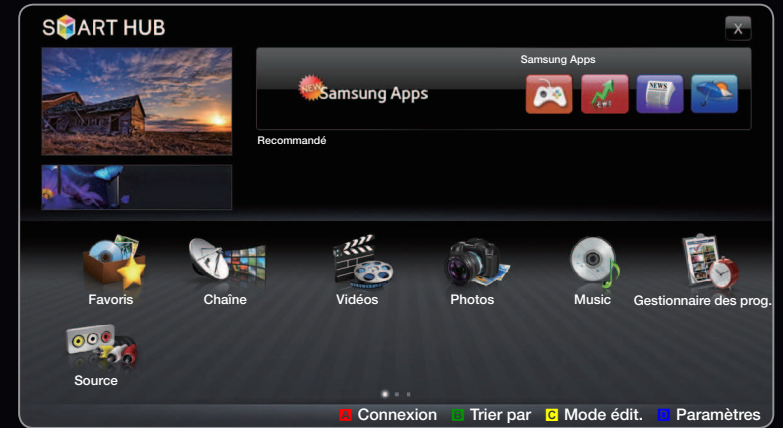 SMART HUB
X
Samsung Apps
NEW Samsung Apps
NEWS
Recommandé
Favoris
Chaîne
Vidéos
Photos
Music
Gestionnaire des prog.
Source
A Connexion B Trier par C Mode édit. D Paramètres